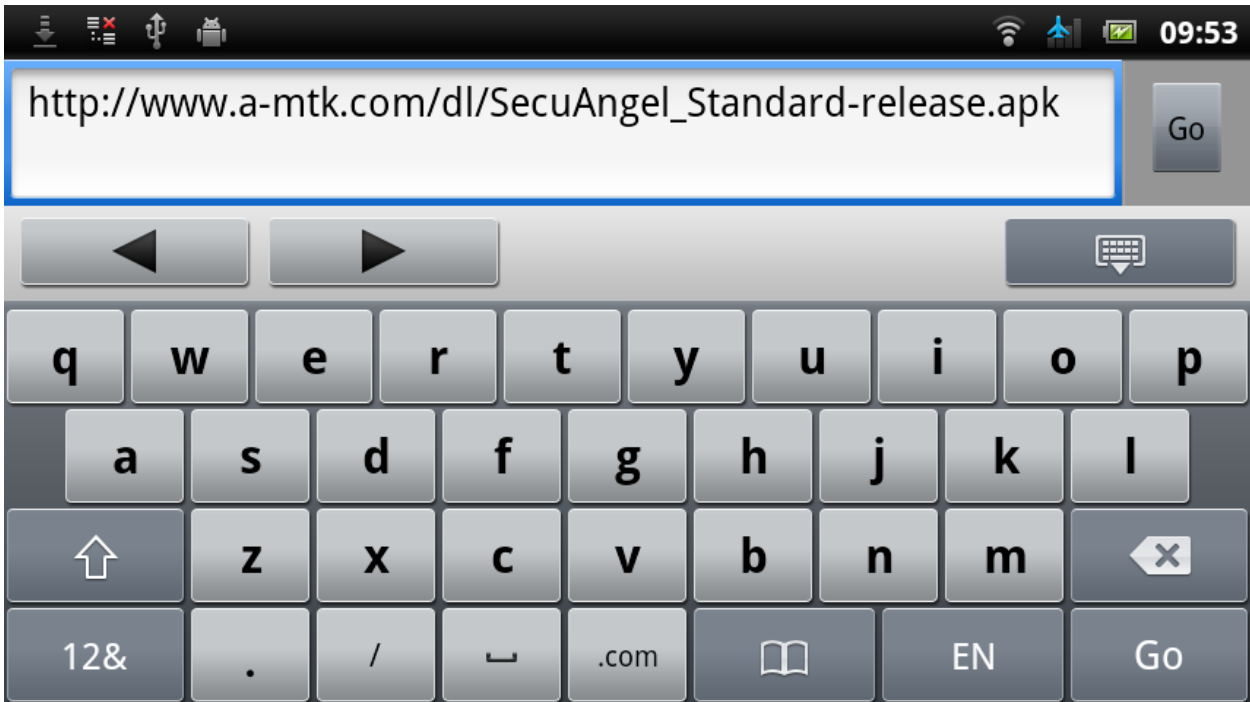 09:53
http://www.a-mtk.com/dl/SecuAngel_Standard-release.apk
Go
q w e r t y u i o p
a s d f g h j k l
z x c v b n m
12& . / .com EN Go